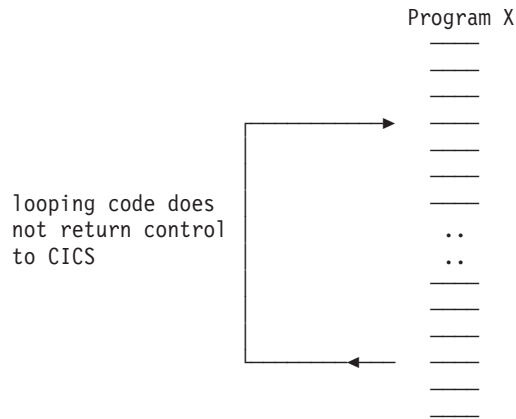 Program X
looping code does
not return control
to CICS
..
..